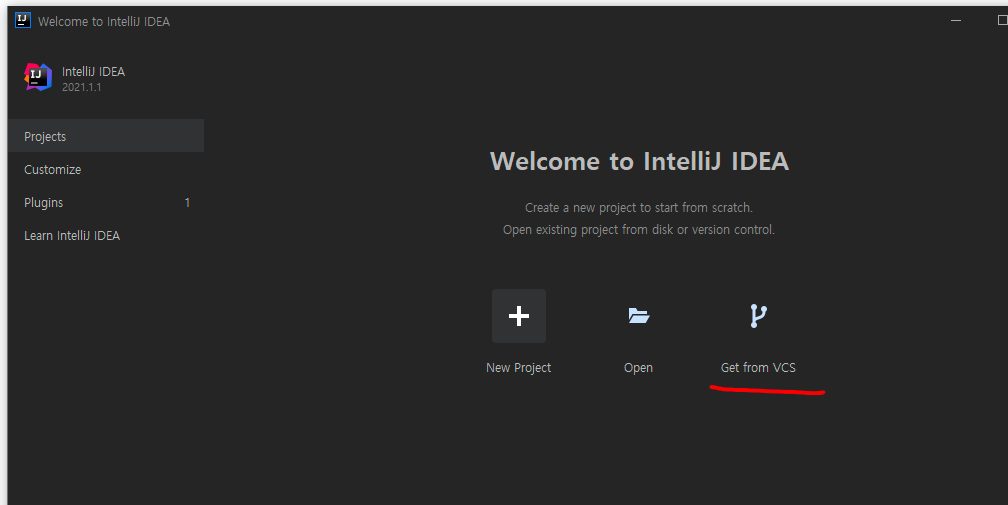 IJ Welcome to IntelliJ IDEA
IJ
IntelliJ IDEA
2021.1.1
Projects
Customize
Plugins 1
Learn IntelliJ IDEA
Welcome to IntelliJ IDEA
Create a new project to start from scratch.
Open existing project from disk or version control.
New Project Open Get from VCS